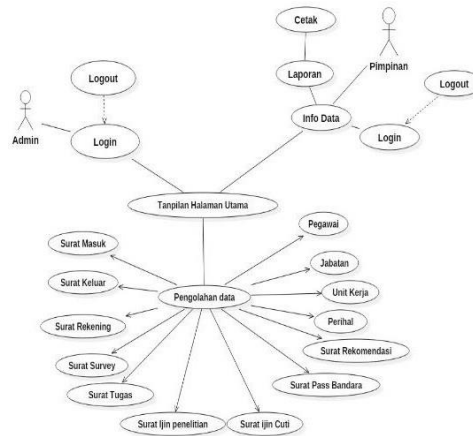 Cetak
Pimpinan
Laporan
Logout
Logout
Admin
Login
Info Data
Login
Tanpilan Halaman Utama
Surat Masuk
Pegawai
Surat Keluar
Jabatan
Pengolahan data
Unit Kerja
Surat Rekening
Perihal
Surat Rekomendasi
Surat Survey
Surat Tugas
Surat Pass Bandara
Surat Ijin penelitian
Surat ijin Cuti